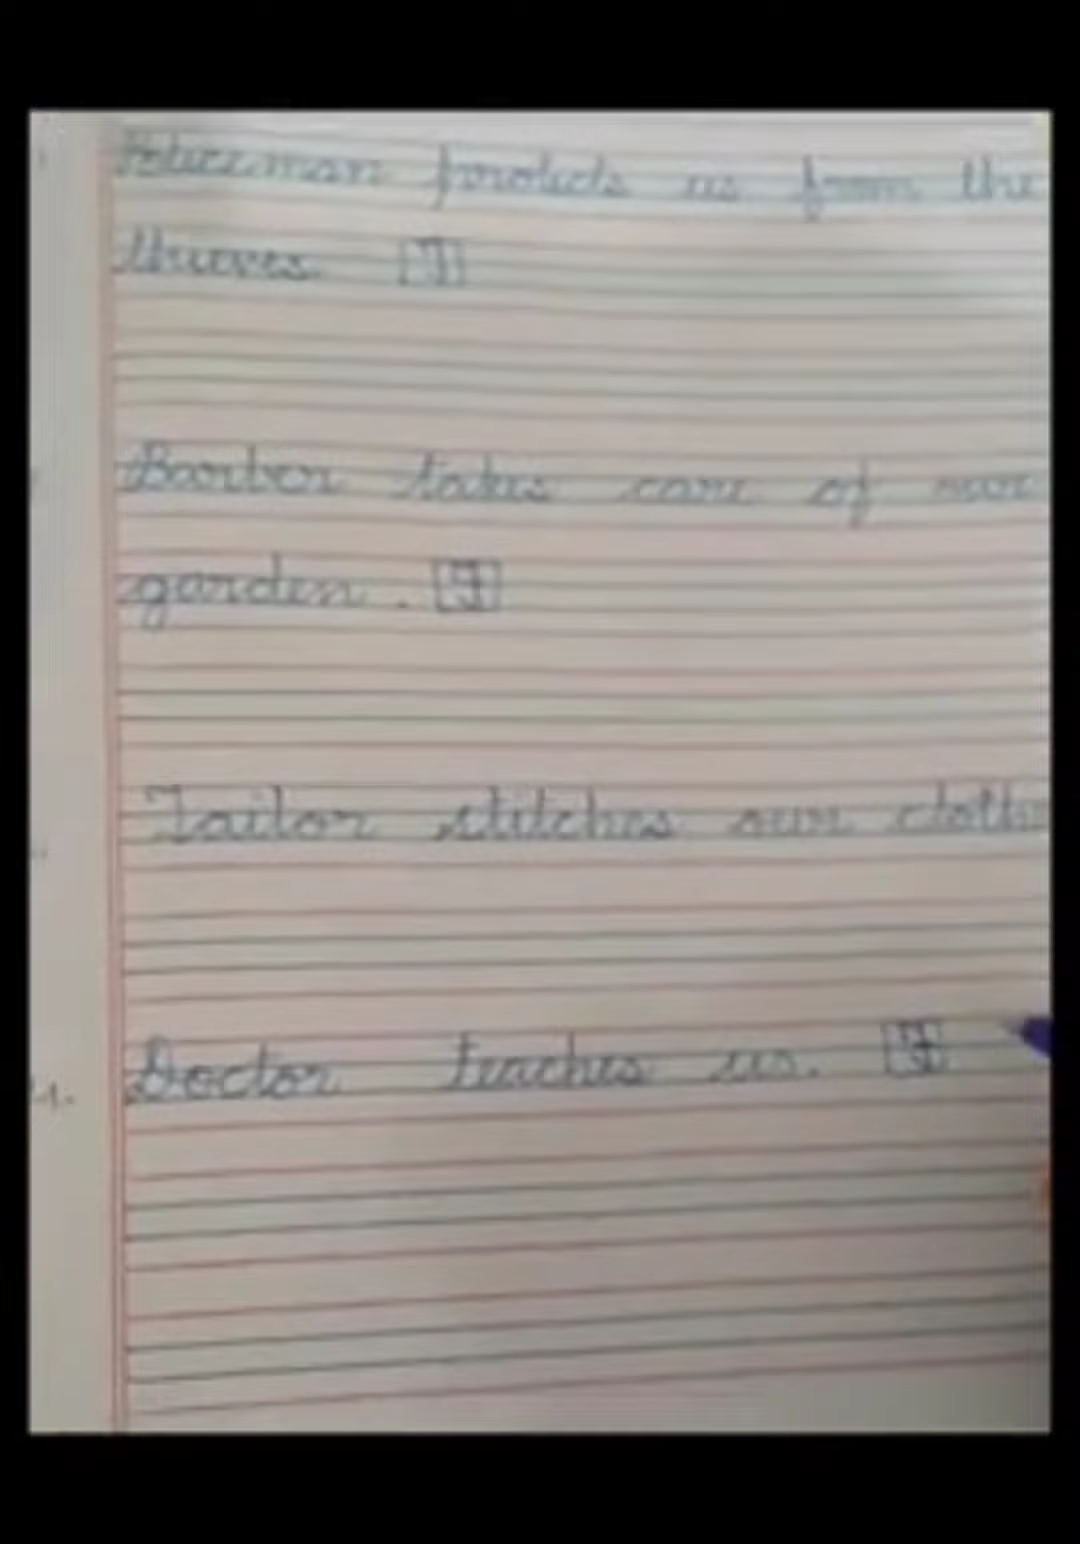 Policeman protects us from the
thieves. T
Barber takes care of our
garden. F
Tailor stitches our
4. Doctor teaches us. F